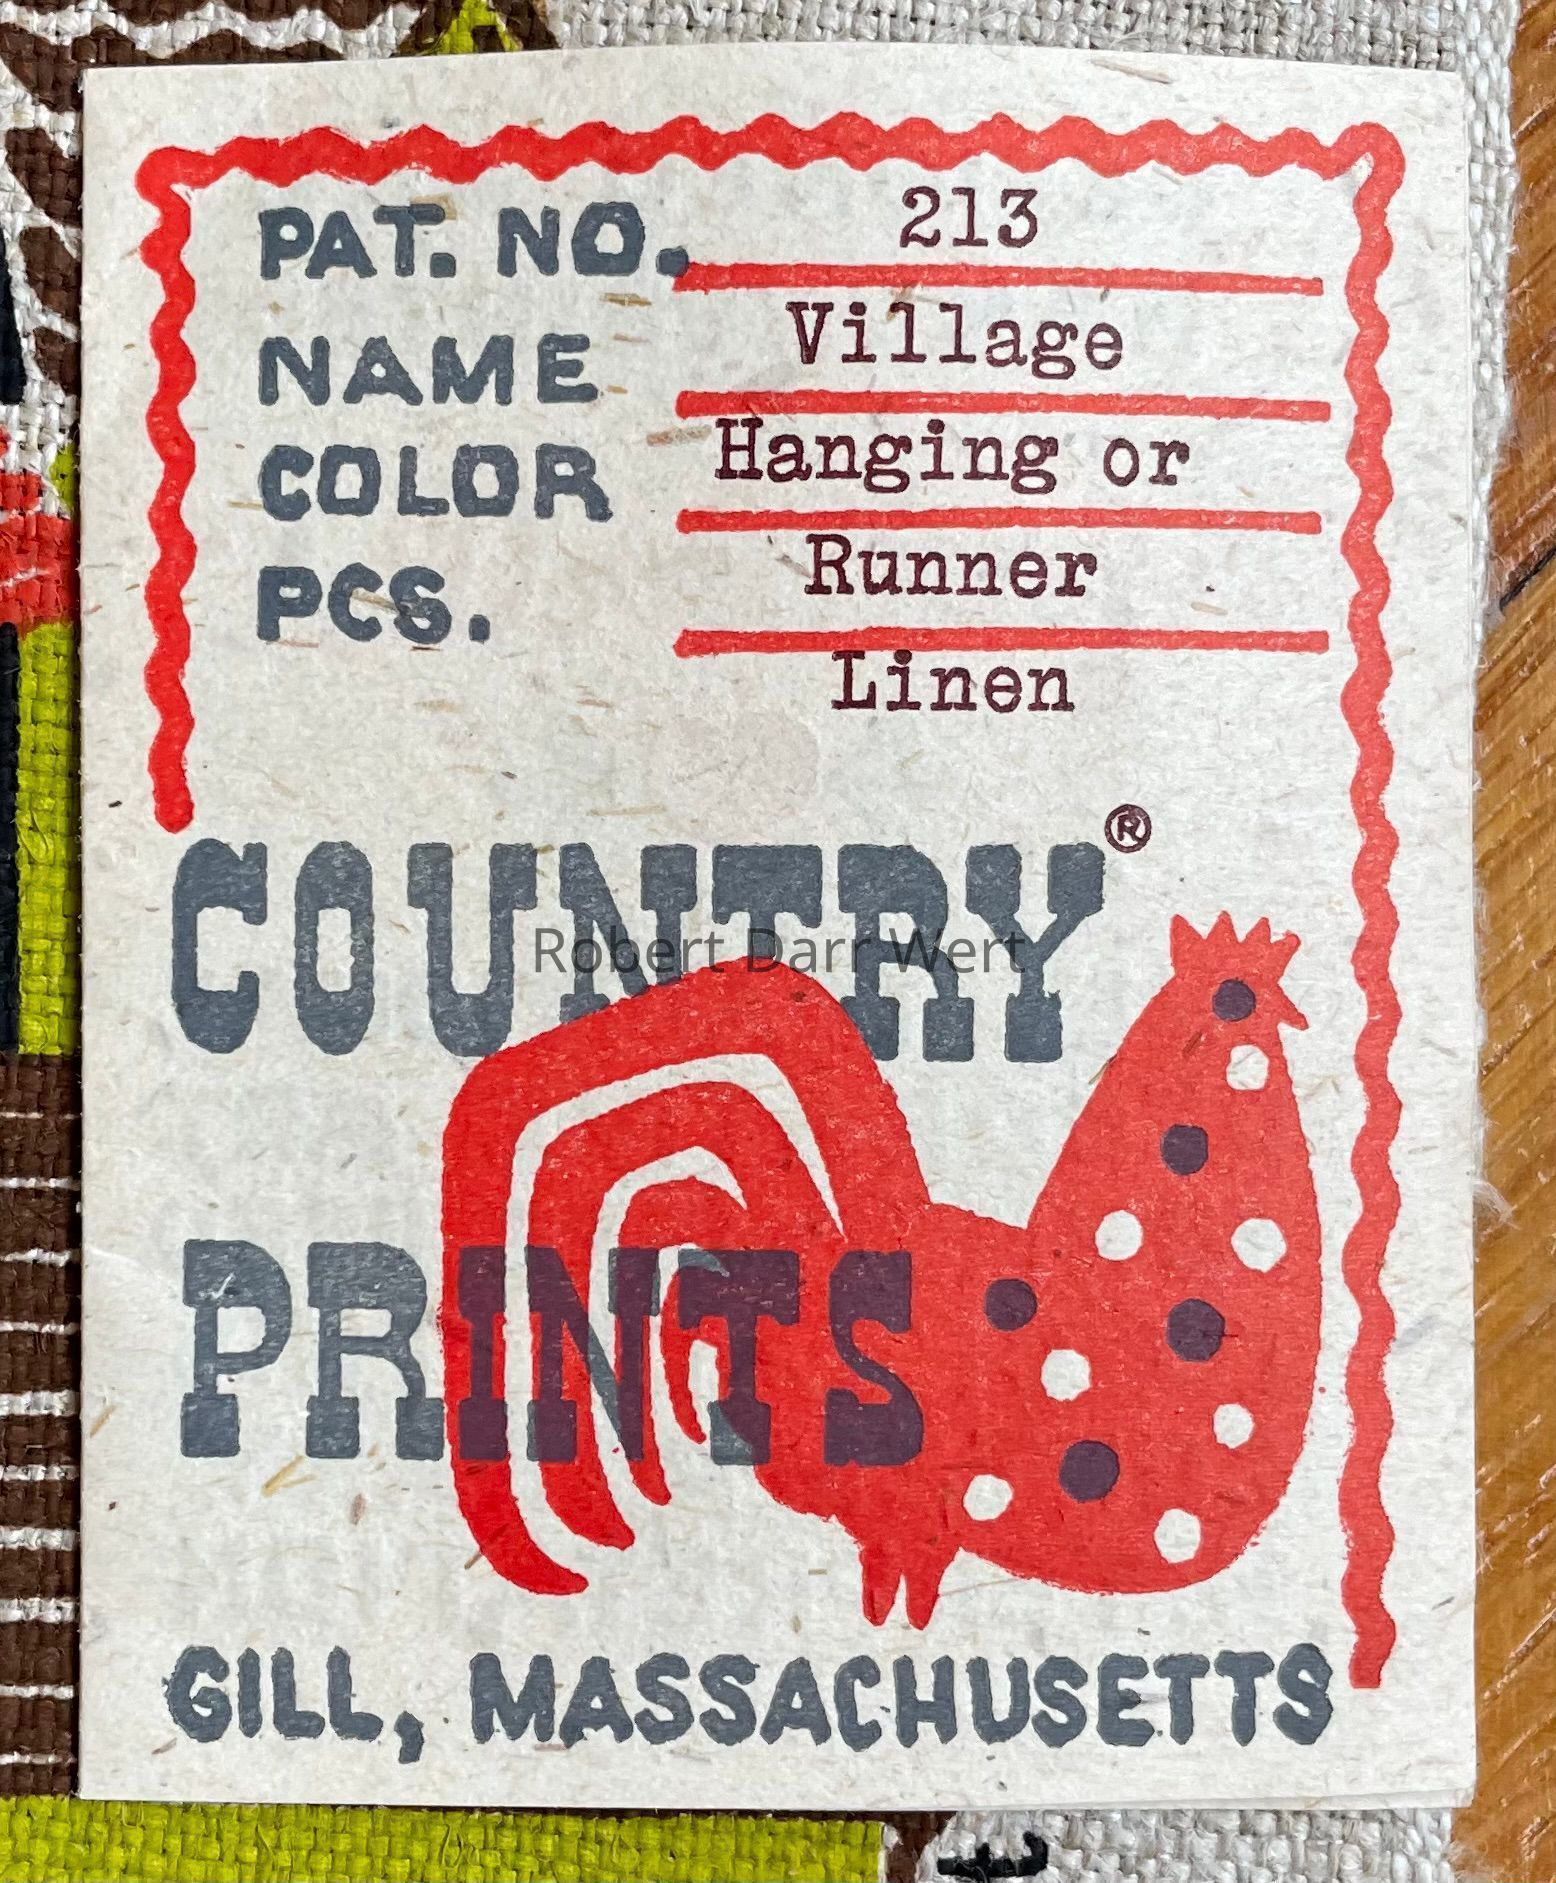 PAT. NO. 213
NAME Village
COLOR Hanging or
PCS. Runner
Linen
COUNTRY®
Robert Darr Wert
PRINTS
GILL, MASSACHUSETTS